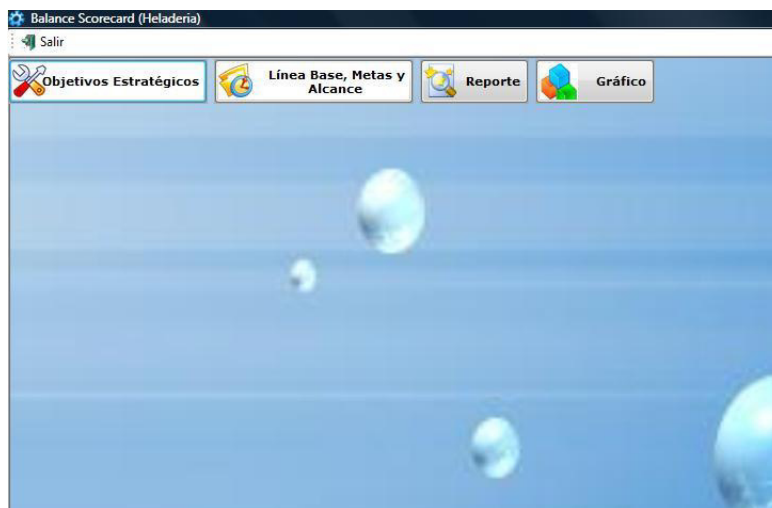 Balance Scorecard (Heladeria)
Salir
Objetivos Estratégicos
Línea Base, Metas y
Alcance
Reporte
Gráfico